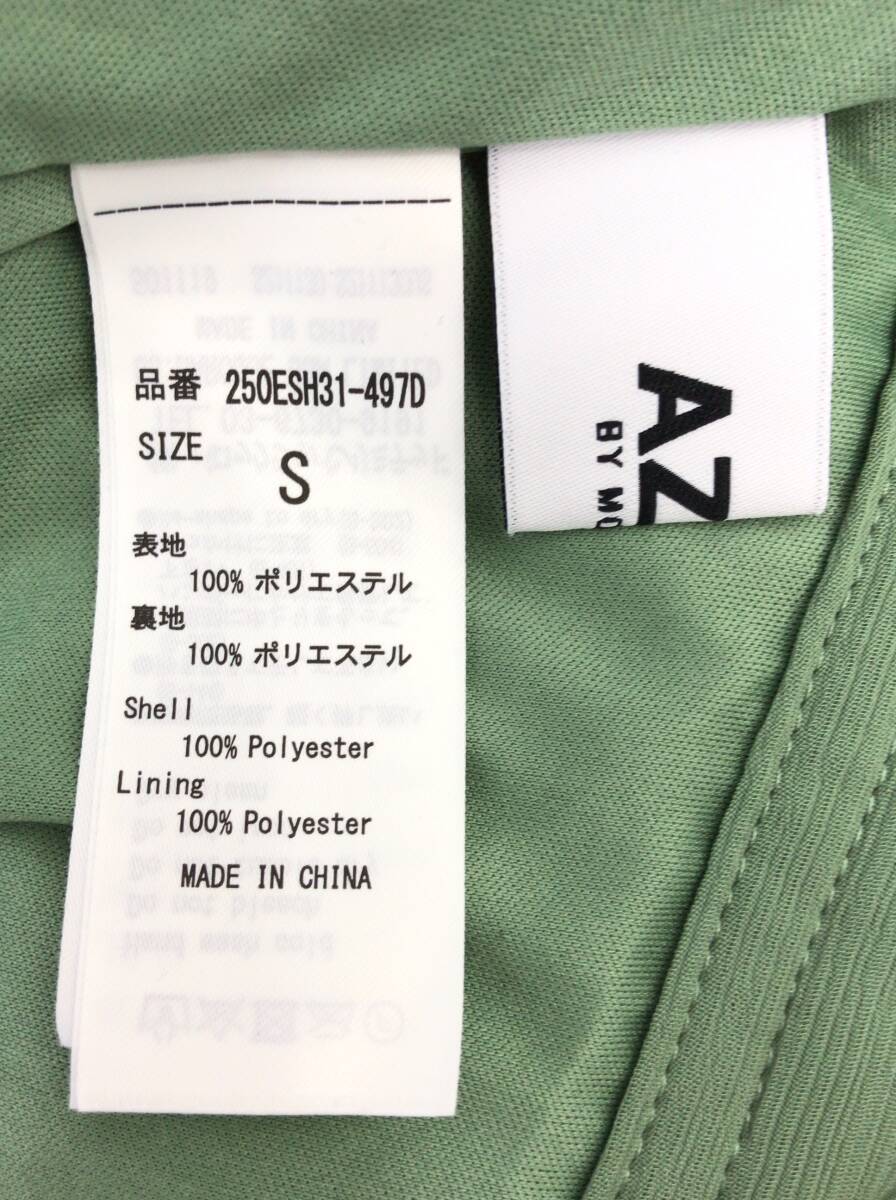 品番 250ESH31-497D
SIZE
S
表地
100% ポリエステル
裏地
100% ポリエステル
Shell
100% Polyester
Lining
100% Polyester
MADE IN CHINA
AZ
BY MO